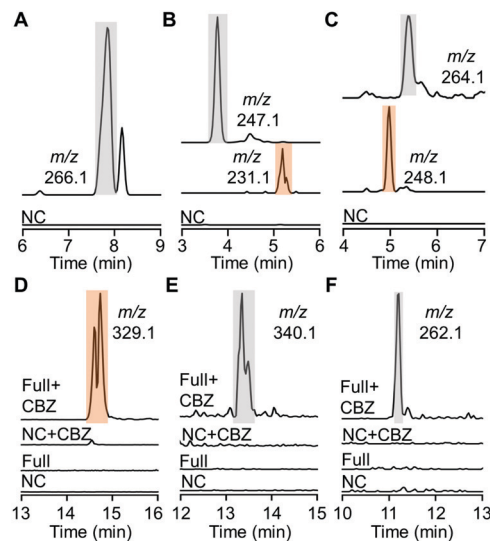 A
m/z
266.1
NC
6 7 8 9
Time (min)
B
m/z
247.1
m/z
231.1
NC
3 4 5 6
Time (min)
C
m/z
264.1
m/z
248.1
NC
4 5 6 7
Time (min)
D
m/z
329.1
Full+
CBZ
NC+CBZ
Full
NC
13 14 15 16
Time (min)
E
m/z
340.1
Full+
CBZ
NC+CBZ
Full
NC
12 13 14 15
Time (min)
F
m/z
262.1
Full+
CBZ
NC+CBZ
Full
NC
10 11 12 13
Time (min)